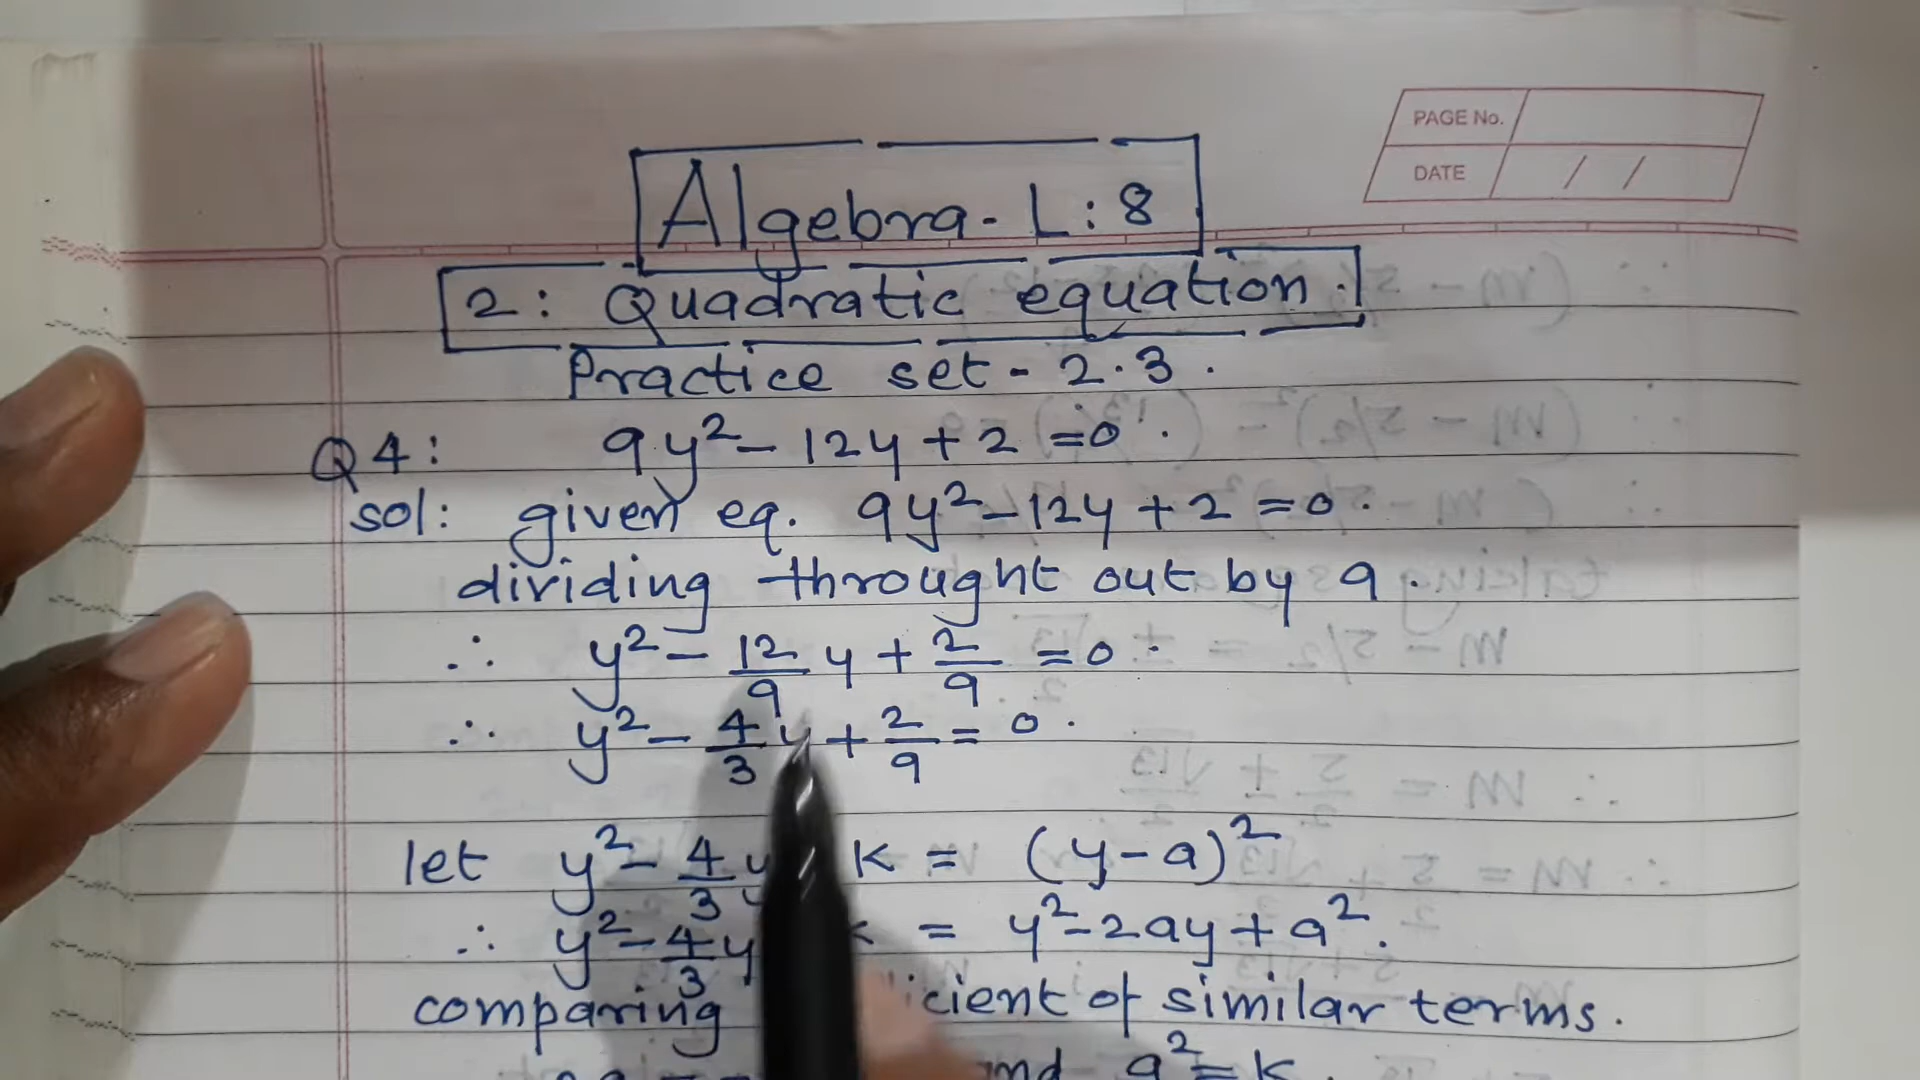 PAGE No.
DATE / /
Algebra - L : 8
2 : Quadratic equation.
Practice set - 2.3 .
Q4: 9y² - 12y + 2 = 0 .
sol: given eq. 9y² - 12y + 2 = 0 .
dividing throught out by 9 .
∴ y² - 12/9 y + 2/9 = 0 .
∴ y² - 4/3 y + 2/9 = 0 .
let y² - 4/3 y k = (y - a)²
∴ y² - 4/3 y k = y² - 2ay + a² .
comparing of similar terms .
a² = k .